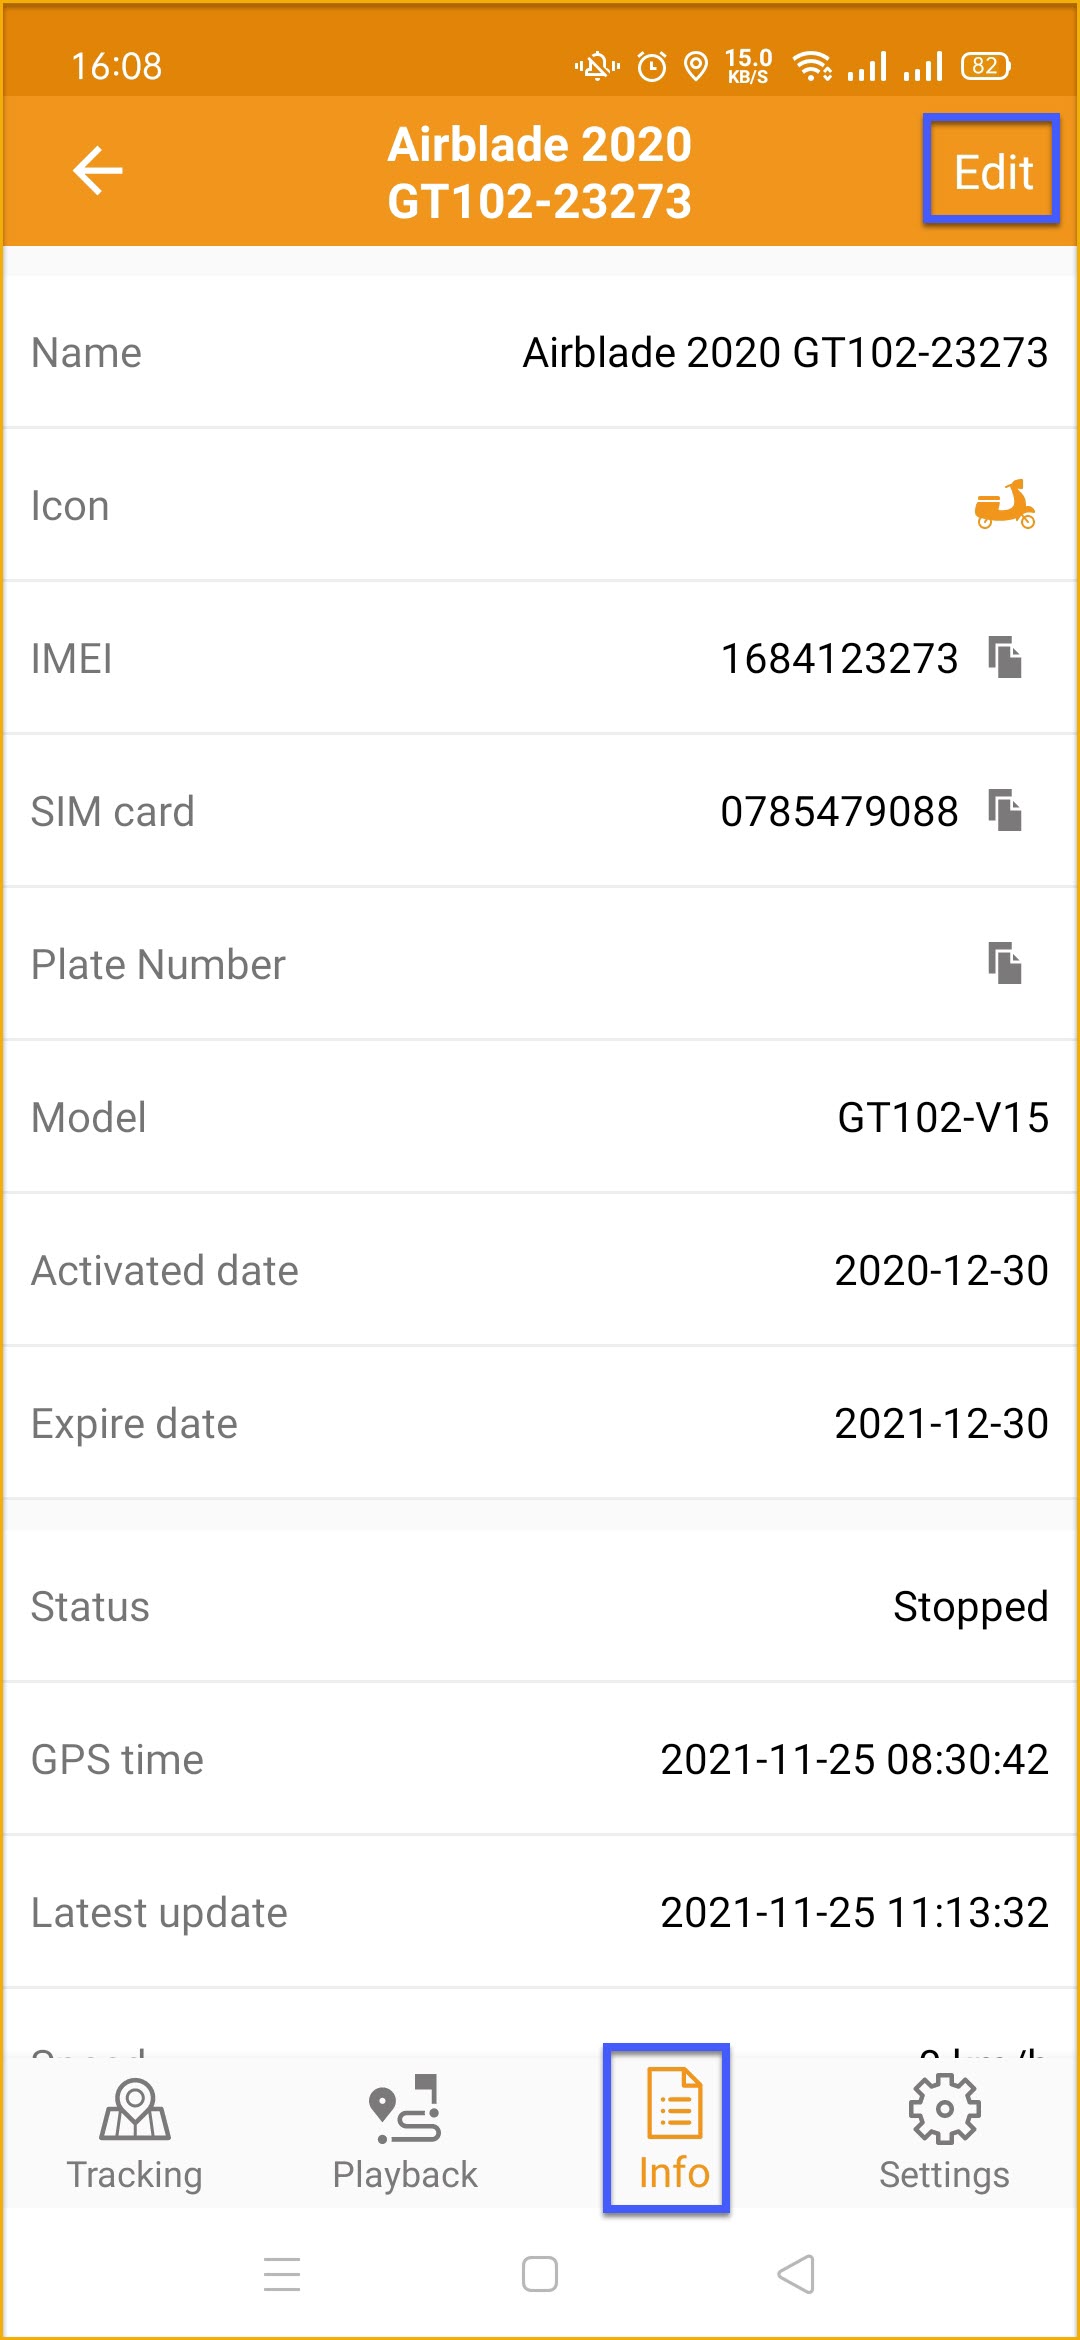 16:08
15.0
KB/S
82
Airblade 2020
GT102-23273
Edit
Name Airblade 2020 GT102-23273
Icon
IMEI 1684123273
SIM card 0785479088
Plate Number
Model GT102-V15
Activated date 2020-12-30
Expire date 2021-12-30
Status Stopped
GPS time 2021-11-25 08:30:42
Latest update 2021-11-25 11:13:32
Tracking Playback Info Settings